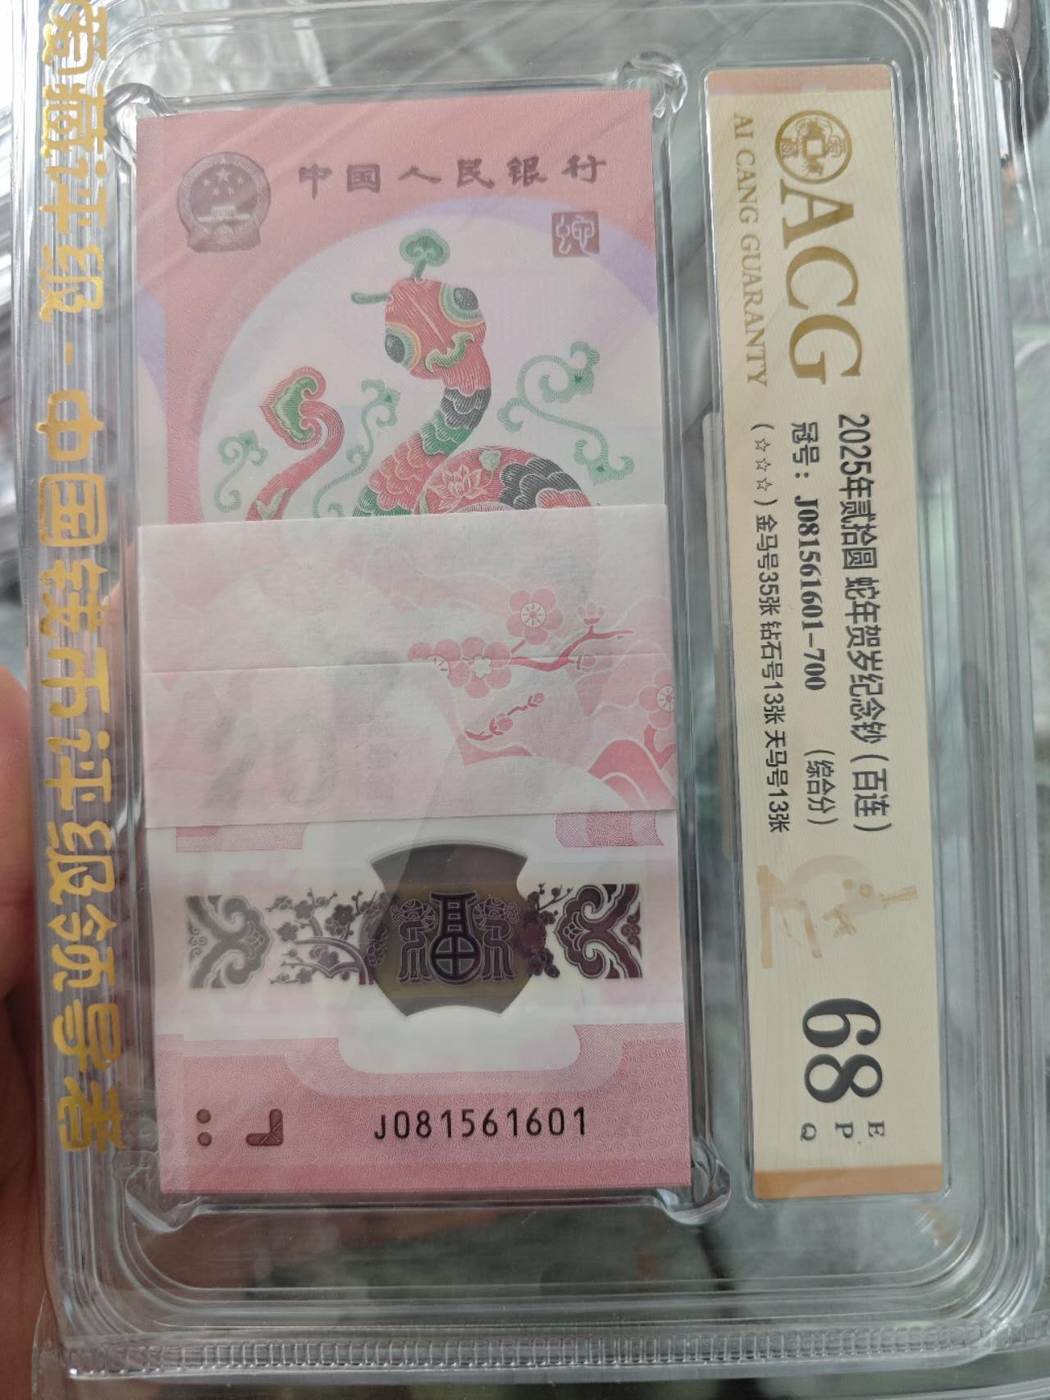 爱藏评级 - 中国钱币评级领导者
中国人民银行
蛇
J081561601
ACG
AI CANG GUARANTY
2025年贰拾圆 蛇年贺岁纪念钞（百连）
冠号：J081561601-700 （综合分）
(☆☆☆) 金马号35张 钻石号13张 天马号13张
68
E
P
Q